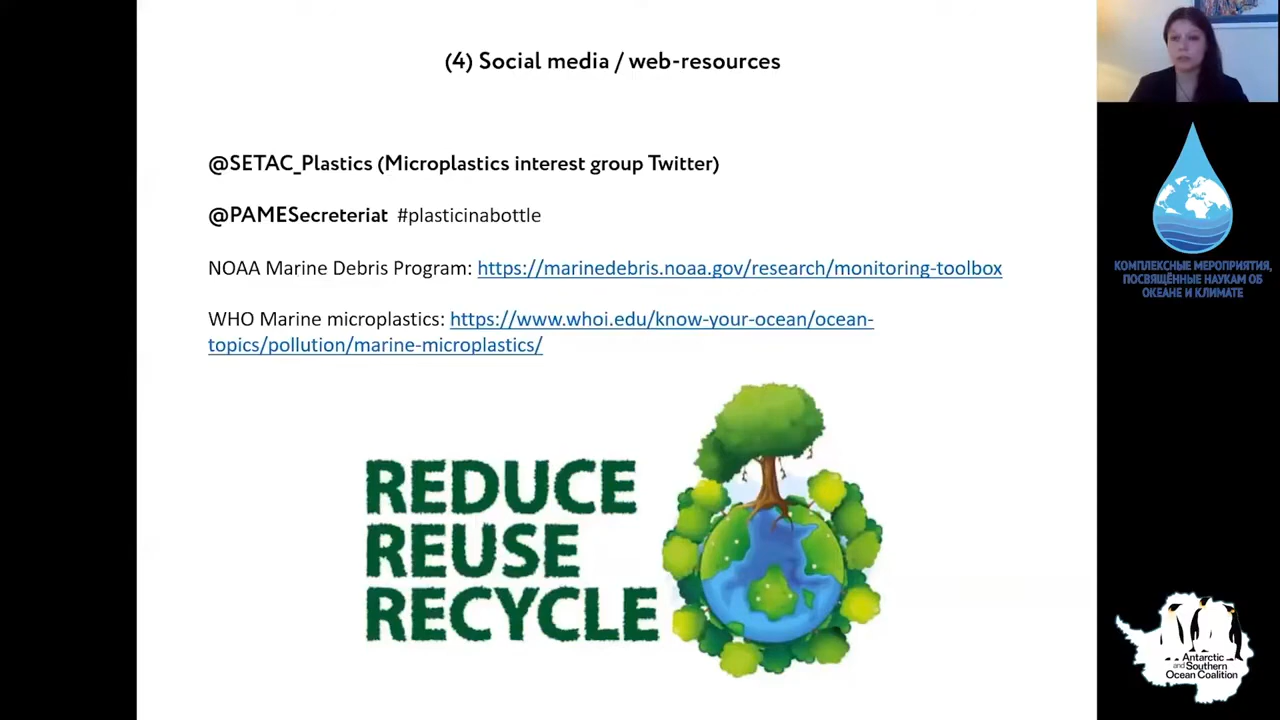 (4) Social media / web-resources
@SETAC_Plastics (Microplastics interest group Twitter)
@PAMESecreteriat #plasticinabottle
NOAA Marine Debris Program: https://marinedebris.noaa.gov/research/monitoring-toolbox
WHO Marine microplastics: https://www.whoi.edu/know-your-ocean/ocean-
topics/pollution/marine-microplastics/
REDUCE
REUSE
RECYCLE
КОМПЛЕКСНЫЕ МЕРОПРИЯТИЯ,
ПОСВЯЩЁННЫЕ НАУКАМ ОБ
ОКЕАНЕ И КЛИМАТЕ
Antarctic
and Southern
Ocean Coalition